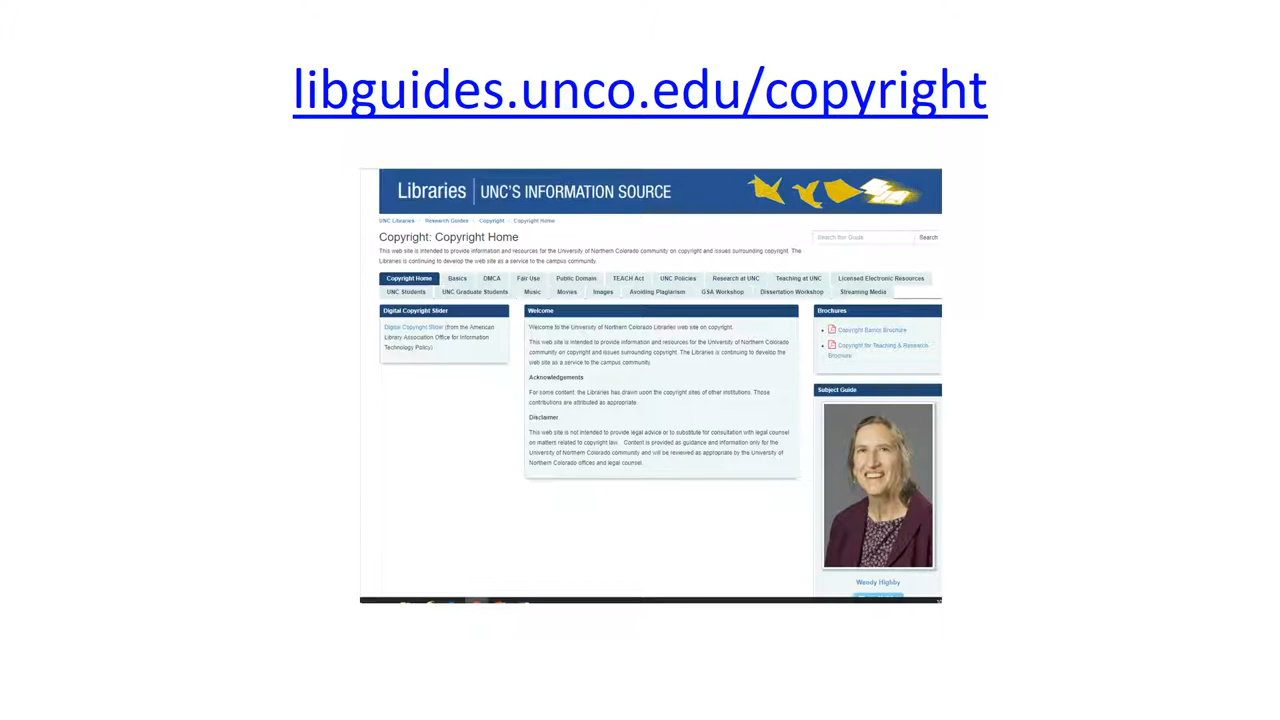 libguides.unco.edu/copyright
Libraries | UNC'S INFORMATION SOURCE
UNC Libraries Research Guides Copyright Copyright Home
Copyright: Copyright Home
Search this Guide Search
This web site is intended to provide information and resources for the University of Northern Colorado community on copyright and issues surrounding copyright. The
Libraries is continuing to develop the web site as a service to the campus community.
Copyright Home Basics DMCA Fair Use Public Domain TEACH Act UNC Policies Research at UNC Teaching at UNC Licensed Electronic Resources
UNC Students UNC Graduate Students Music Movies Images Avoiding Plagiarism GSA Workshop Dissertation Workshop Streaming Media
Digital Copyright Slider
Digital Copyright Slider (from the American
Library Association Office for Information
Technology Policy)
Welcome
Welcome to the University of Northern Colorado Libraries web site on copyright.
This web site is intended to provide information and resources for the University of Northern Colorado
community on copyright and issues surrounding copyright. The Libraries is continuing to develop the
web site as a service to the campus community.
Acknowledgements
For some content: the Libraries has drawn upon the copyright sites of other institutions. Those
contributions are attributed as appropriate.
Disclaimer
This web site is not intended to provide legal advice or to substitute for consultation with legal counsel
on matters related to copyright law. Content is provided as guidance and information only for the
University of Northern Colorado community and will be reviewed as appropriate by the University of
Northern Colorado offices and legal counsel.
Brochures
Copyright Basics Brochure
Copyright for Teaching & Research
Brochure
Subject Guide
Wendy Highby